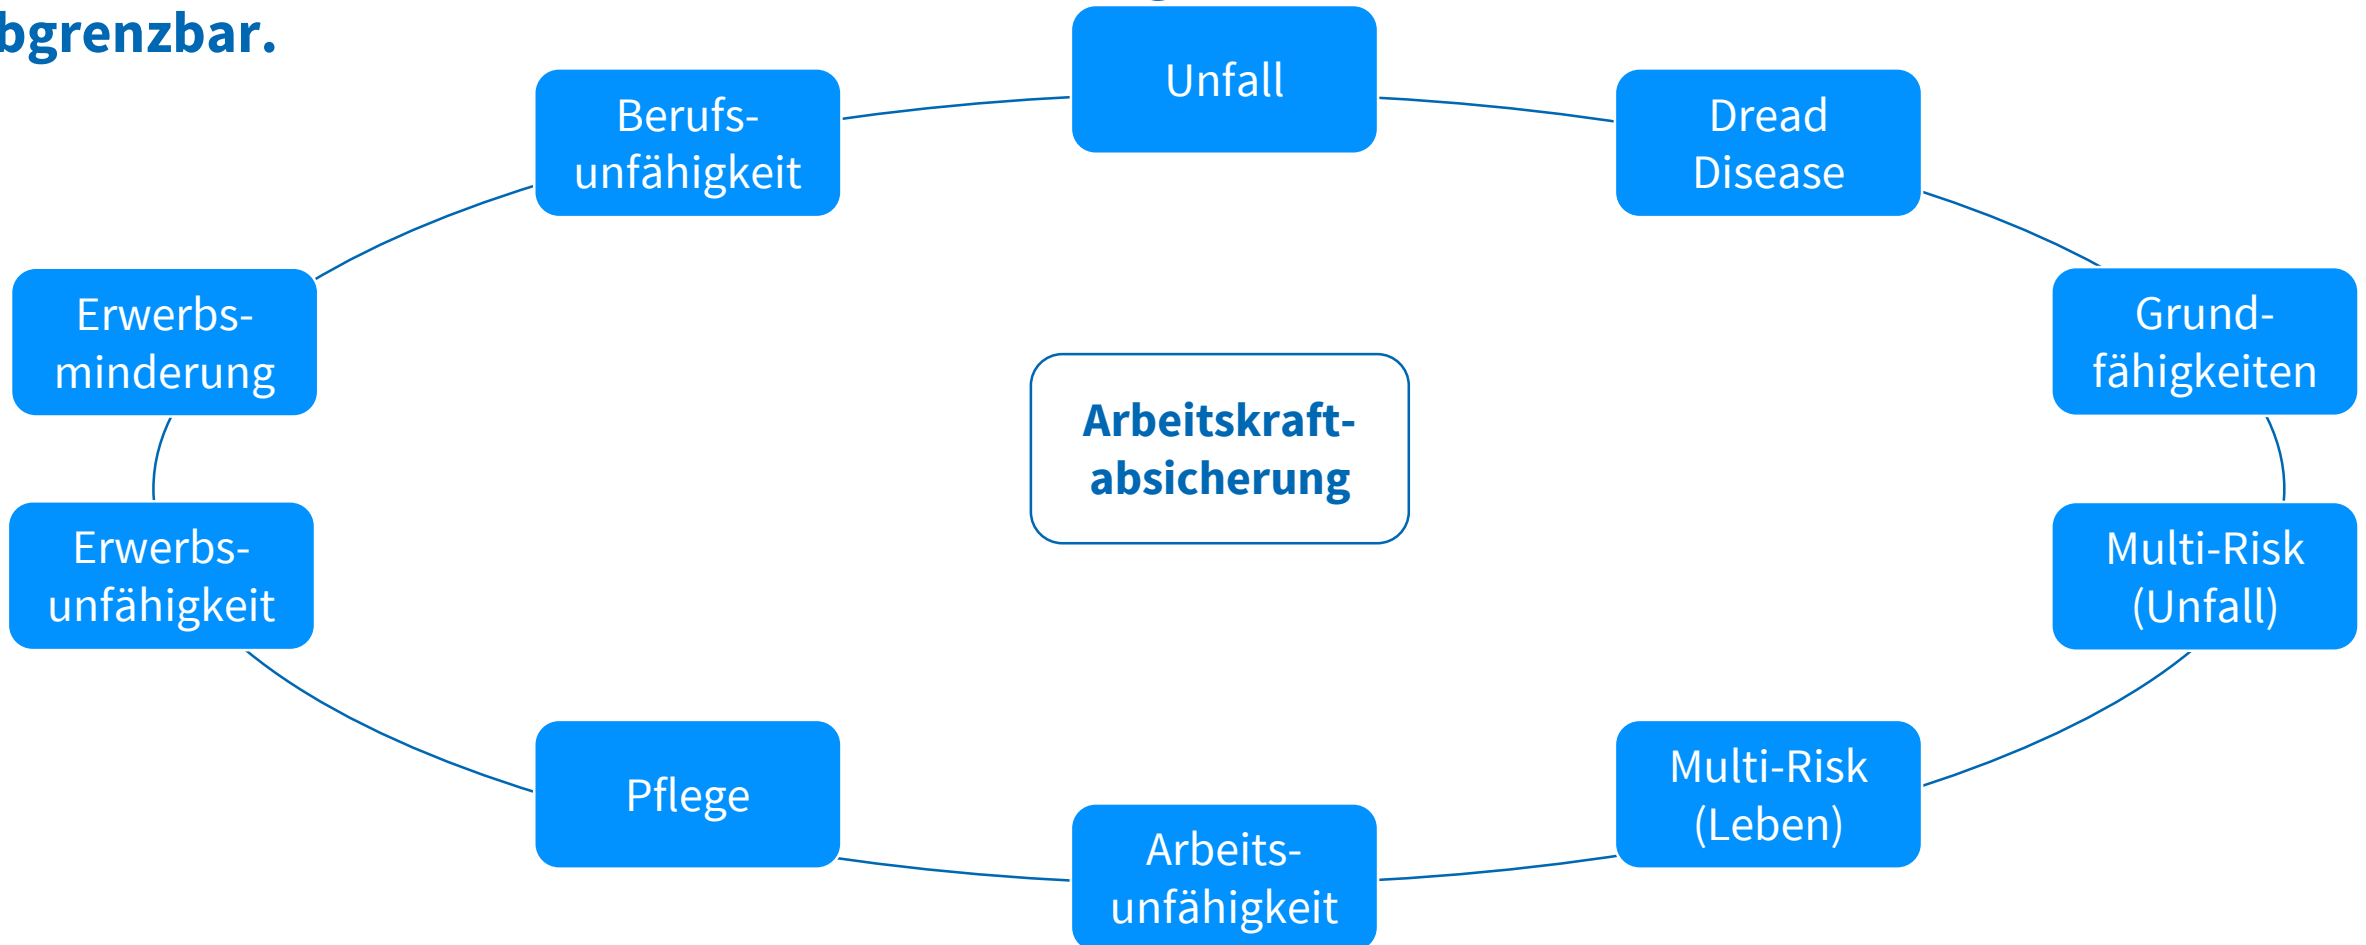 bgrenzbar.
Unfall
Berufs-
unfähigkeit
Dread
Disease
Erwerbs-
minderung
Grund-
fähigkeiten
Arbeitskraft-
absicherung
Erwerbs-
unfähigkeit
Multi-Risk
(Unfall)
Pflege
Multi-Risk
(Leben)
Arbeits-
unfähigkeit